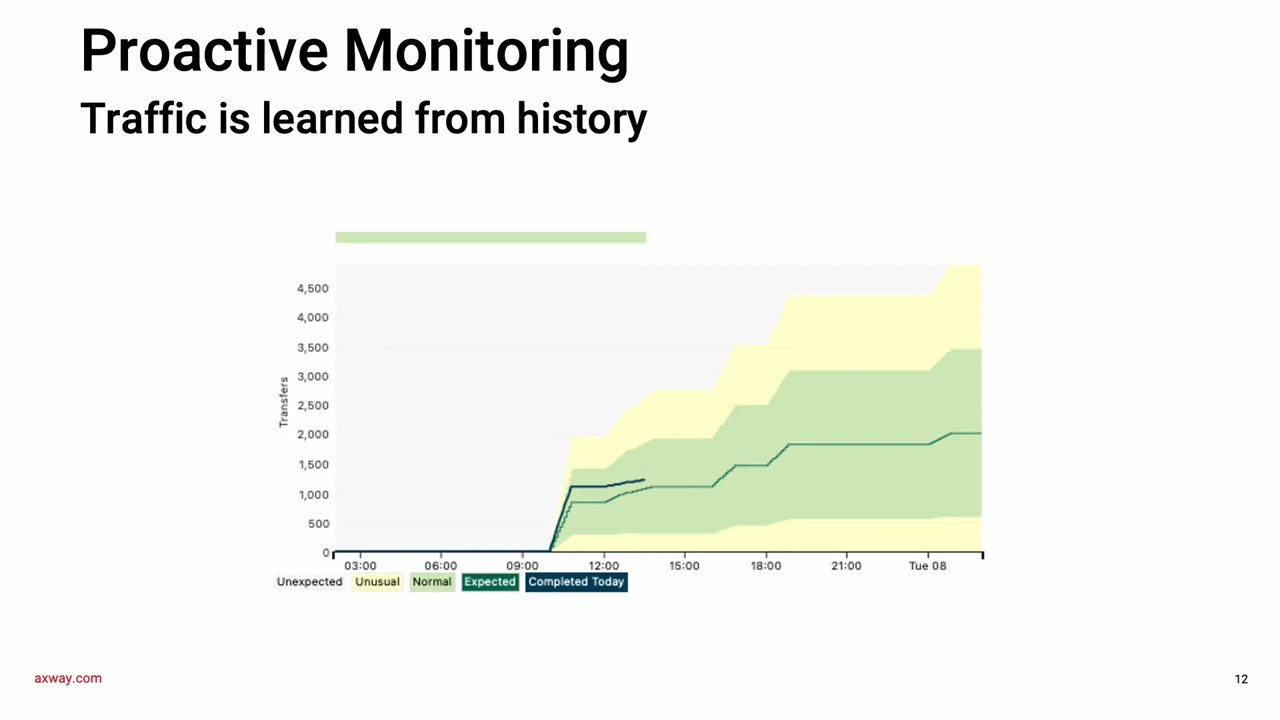 Proactive Monitoring
Traffic is learned from history
4,500
4,000
3,500
3,000
2,500
2,000
1,500
1,000
500
0
Transfers
03:00 06:00 09:00 12:00 15:00 18:00 21:00 Tue 08
Unexpected Unusual Normal Expected Completed Today
axway.com
12